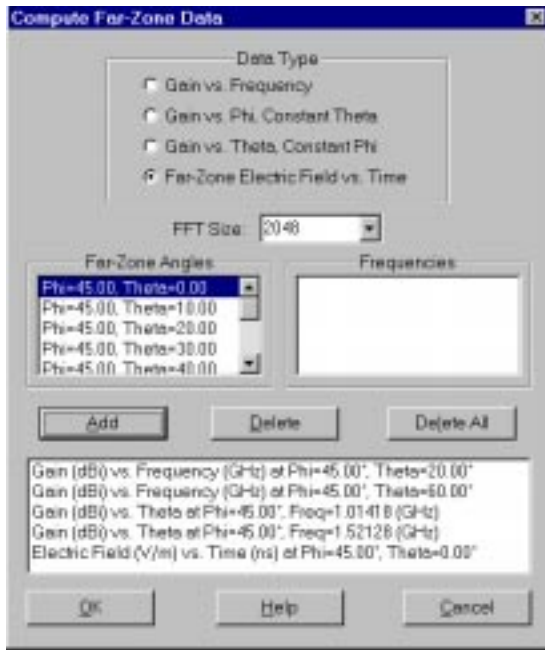 Compute Far-Zone Data
Data Type
Gain vs. Frequency
Gain vs. Phi, Constant Theta
Gain vs. Theta, Constant Phi
Far-Zone Electric Field vs. Time
FFT Size: 2048
Far-Zone Angles
Frequencies
Phi=45.00, Theta=0.00
Phi=45.00, Theta=10.00
Phi=45.00, Theta=20.00
Phi=45.00, Theta=30.00
Phi=45.00, Theta=40.00
Add
Delete
Delete All
Gain (dBi) vs. Frequency (GHz) at Phi=45.00°, Theta=20.00°
Gain (dBi) vs. Frequency (GHz) at Phi=45.00°, Theta=60.00°
Gain (dBi) vs. Theta at Phi=45.00°, Freq=1.01418 (GHz)
Gain (dBi) vs. Theta at Phi=45.00°, Freq=1.52128 (GHz)
Electric Field (V/m) vs. Time (ns) at Phi=45.00°, Theta=0.00°
OK
Help
Cancel